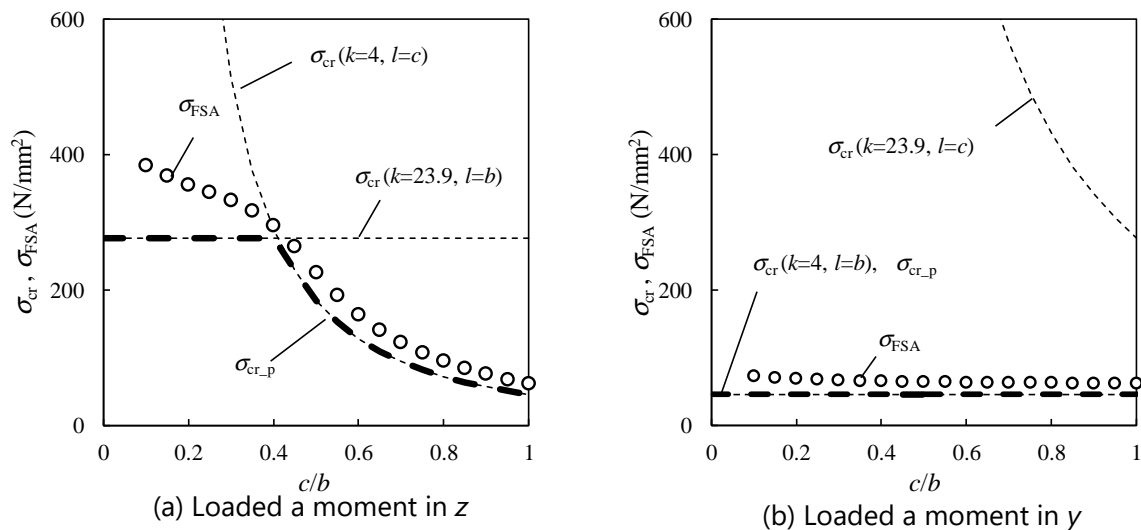 600
400
200
0
σcr , σFSA (N/mm²)
σcr (k=4, l=c)
σFSA
σcr (k=23.9, l=b)
σcr_p
0 0.2 0.4 0.6 0.8 1
c/b
(a) Loaded a moment in z
600
400
200
0
σcr , σFSA (N/mm²)
σcr (k=23.9, l=c)
σcr (k=4, l=b), σcr_p
σFSA
0 0.2 0.4 0.6 0.8 1
c/b
(b) Loaded a moment in y